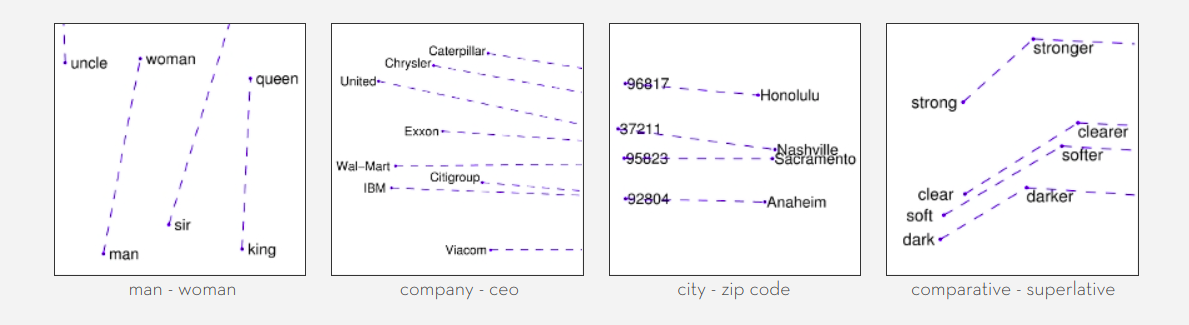 uncle
woman
queen
sir
man
king
man - woman
Caterpillar
Chrysler
United
Exxon
Wal-Mart
Citigroup
IBM
Viacom
company - ceo
96817
Honolulu
37211
Nashville
95823
Sacramento
92804
Anaheim
city - zip code
stronger
strong
clearer
softer
clear
darker
soft
dark
comparative - superlative